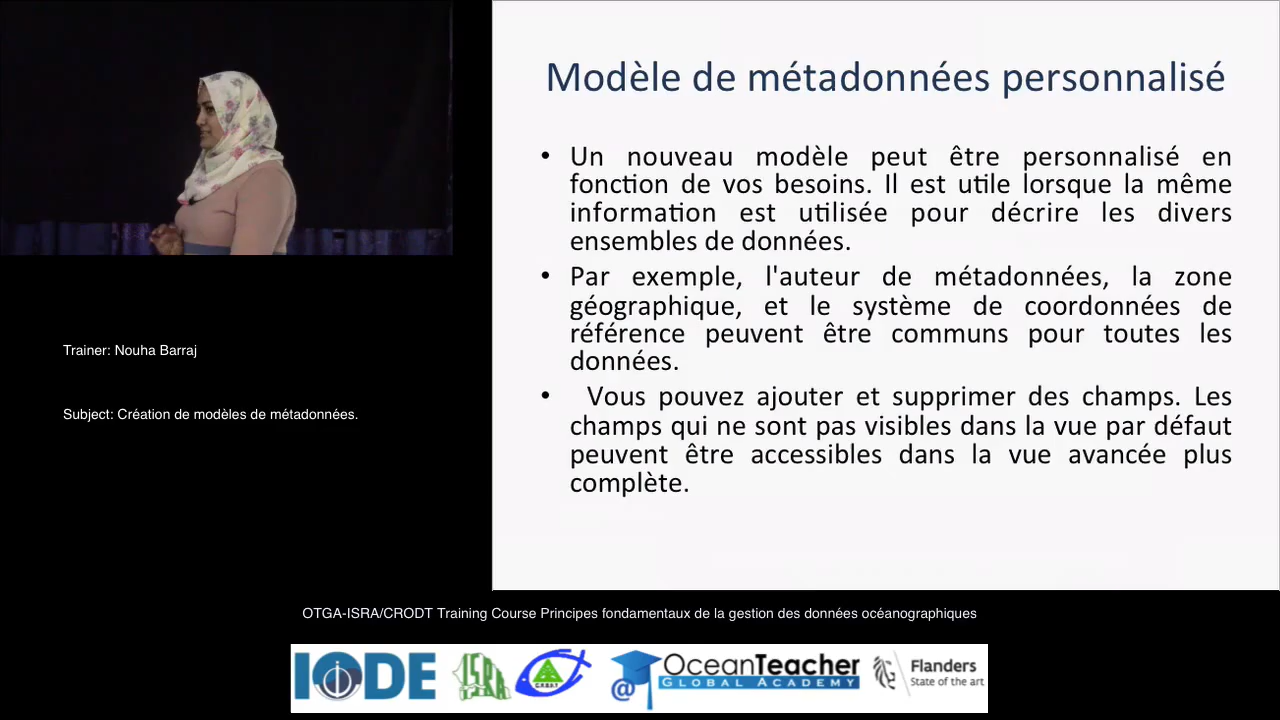 Modèle de métadonnées personnalisé
• Un nouveau modèle peut être personnalisé en
fonction de vos besoins. Il est utile lorsque la même
information est utilisée pour décrire les divers
ensembles de données.
• Par exemple, l'auteur de métadonnées, la zone
géographique, et le système de coordonnées de
référence peuvent être communs pour toutes les
données.
• Vous pouvez ajouter et supprimer des champs. Les
champs qui ne sont pas visibles dans la vue par défaut
peuvent être accessibles dans la vue avancée plus
complète.
Trainer: Nouha Barraj
Subject: Création de modèles de métadonnées.
OTGA-ISRA/CRODT Training Course Principes fondamentaux de la gestion des données océanographiques
IODE
ISRA
@
OceanTeacher
GLOBAL ACADEMY
Flanders
State of the art